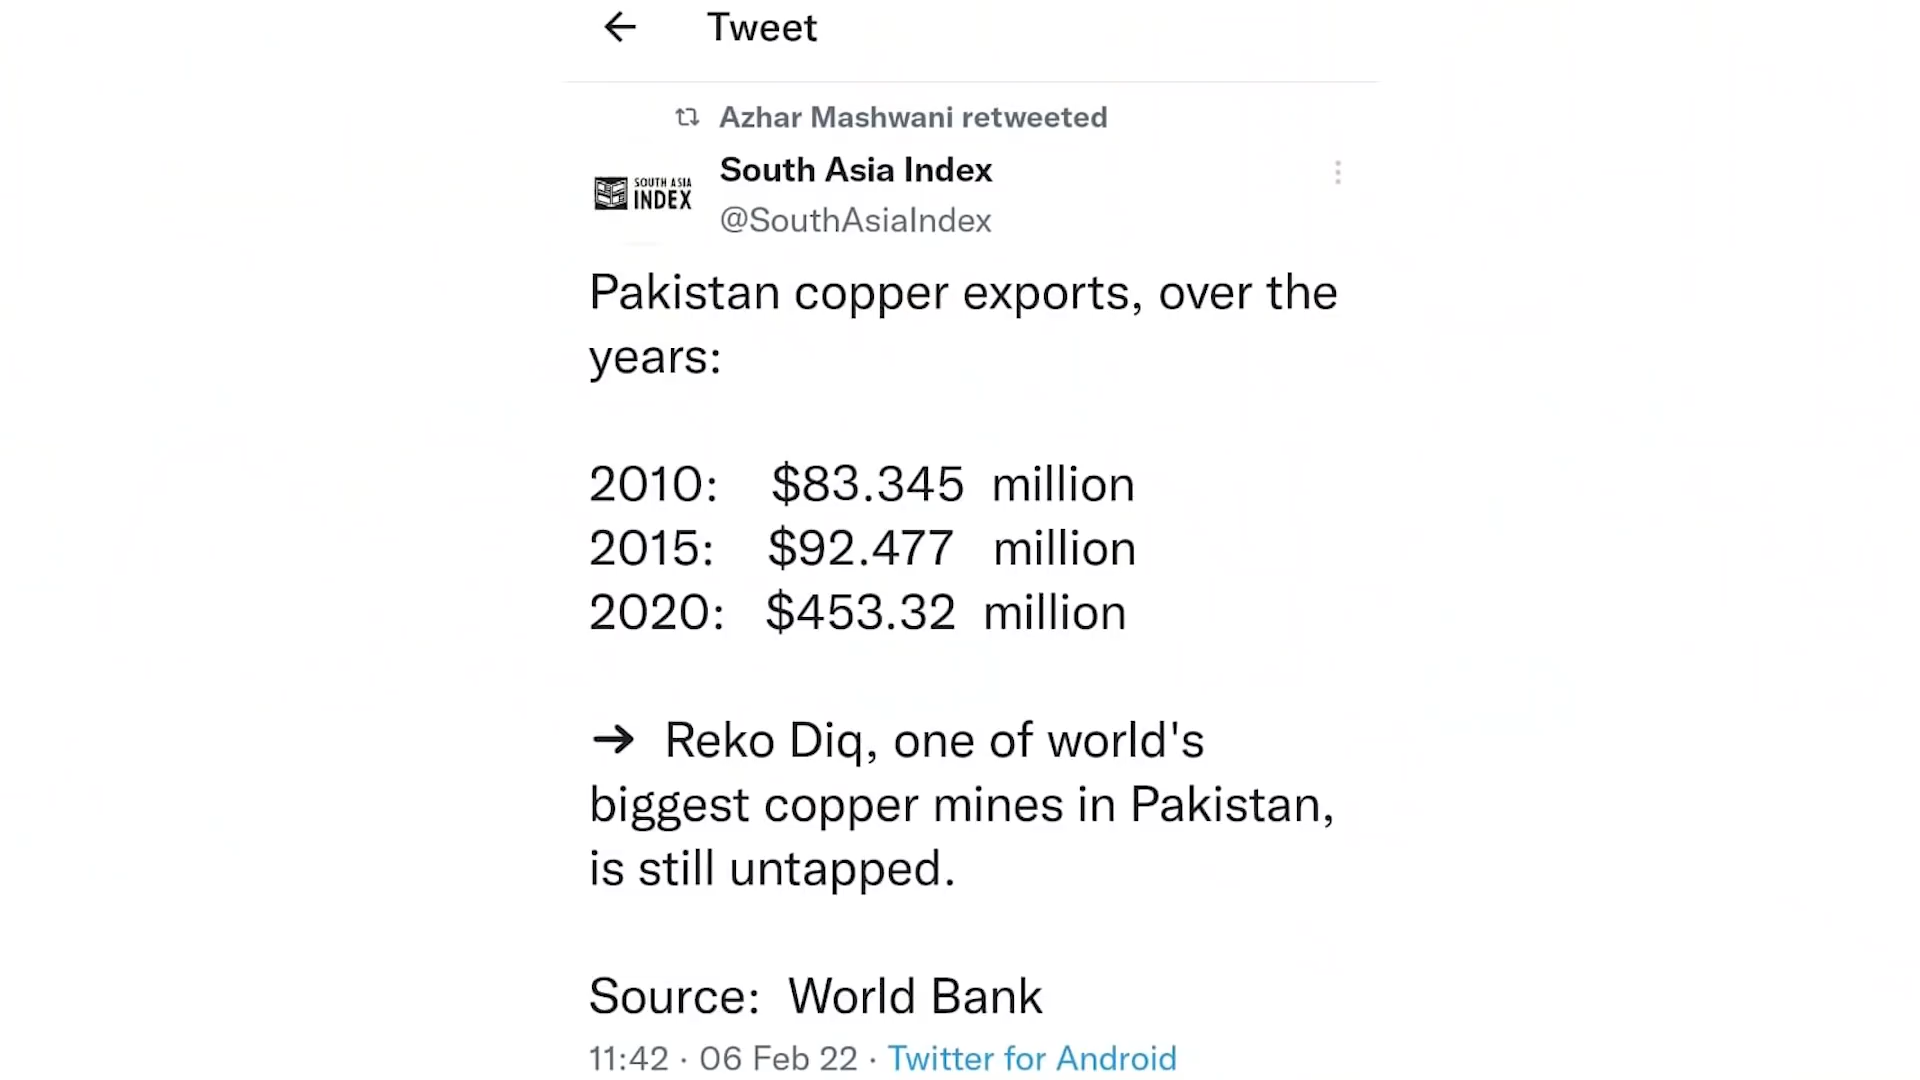 ← Tweet
Azhar Mashwani retweeted
South Asia Index
SOUTH ASIA
INDEX
@SouthAsiaIndex
Pakistan copper exports, over the
years:
2010: $83.345 million
2015: $92.477 million
2020: $453.32 million
→ Reko Diq, one of world's
biggest copper mines in Pakistan,
is still untapped.
Source: World Bank
11:42 · 06 Feb 22 · Twitter for Android